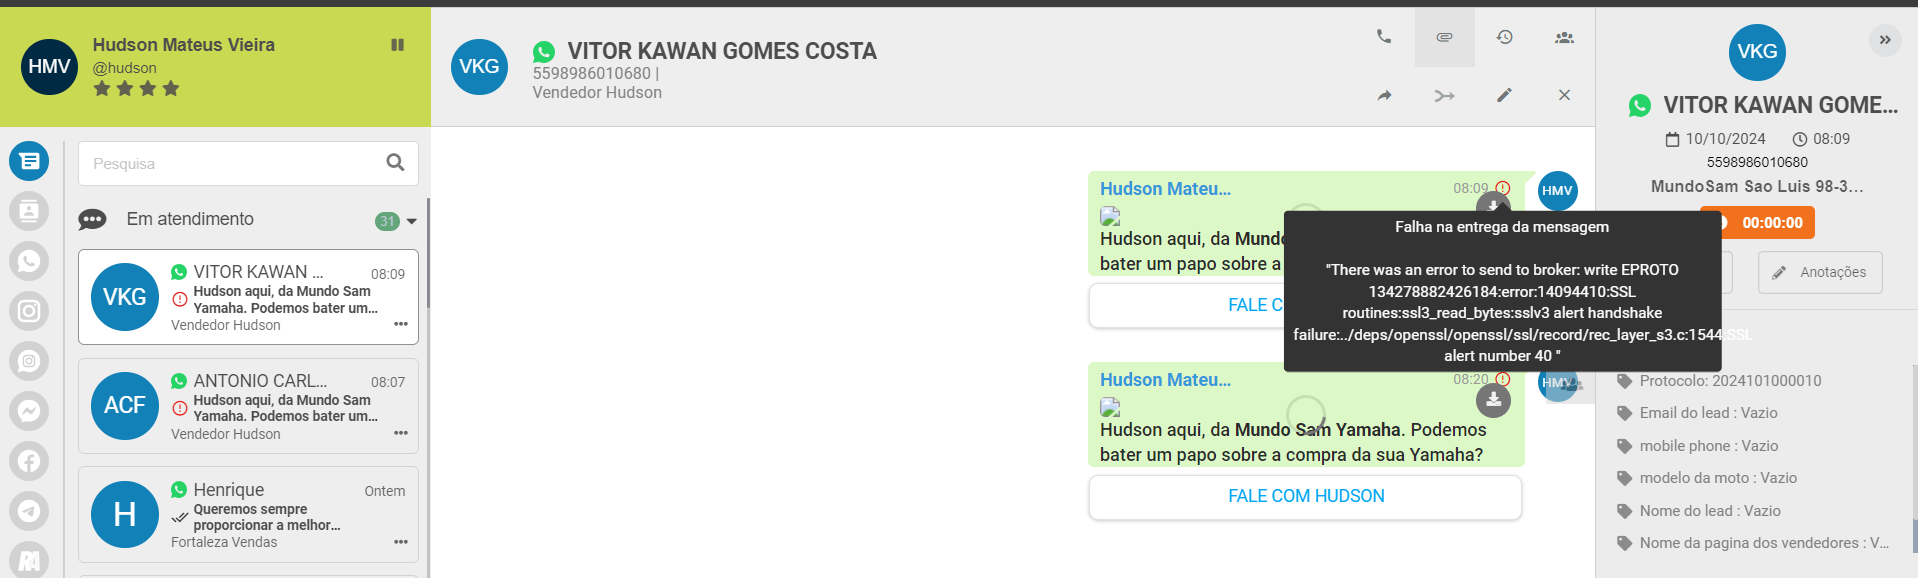 HMV
Hudson Mateus Vieira
@hudson
Pesquisa
Em atendimento
31
VKG
VITOR KAWAN ...
08:09
Hudson aqui, da Mundo Sam
Yamaha. Podemos bater um...
Vendedor Hudson
ACF
ANTONIO CARL...
08:07
Hudson aqui, da Mundo Sam
Yamaha. Podemos bater um...
Vendedor Hudson
H
Henrique
Ontem
Queremos sempre
proporcionar a melhor...
Fortaleza Vendas
RA
VKG
VITOR KAWAN GOMES COSTA
5598986010680 |
Vendedor Hudson
Hudson Mateu...
08:09
HMV
Hudson aqui, da
bater um papo sobre a
FALE C
Falha na entrega da mensagem
"There was an error to send to broker: write EPROTO
134278882426184:error:14094410:SSL
routines:ssl3_read_bytes:sslv3 alert handshake
failure:../deps/openssl/openssl/ssl/record/rec_layer_s3.c:1544:SSL
alert number 40 "
Hudson Mateu...
08:20
HMV
Hudson aqui, da Mundo Sam Yamaha. Podemos
bater um papo sobre a compra da sua Yamaha?
FALE COM HUDSON
VKG
VITOR KAWAN GOME...
10/10/2024
08:09
5598986010680
MundoSam Sao Luis 98-3...
00:00:00
Anotações
Protocolo: 2024101000010
Email do lead : Vazio
mobile phone : Vazio
modelo da moto : Vazio
Nome do lead : Vazio
Nome da pagina dos vendedores : V...